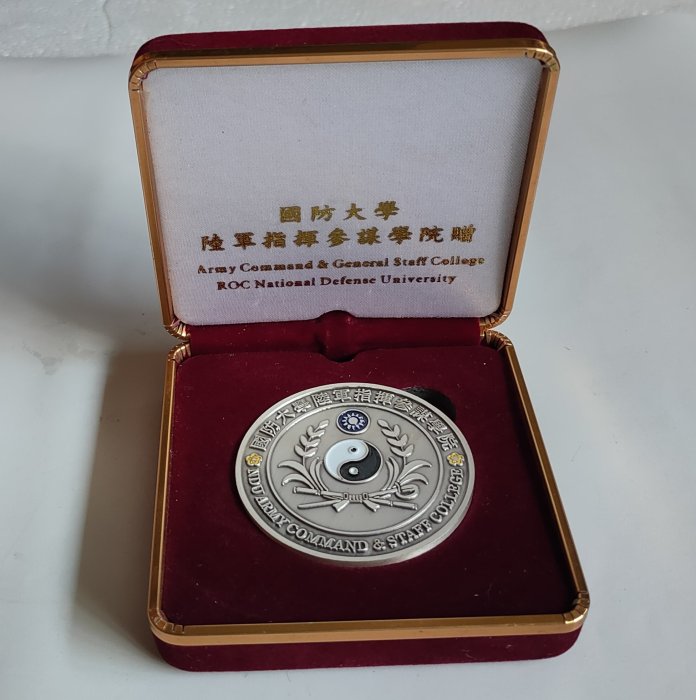 國防大學
陸軍指揮參謀學院贈
Army Command & General Staff College
ROC National Defense University
國防大學陸軍指揮參謀學院
NDU ARMY COMMAND & STAFF COLLEGE